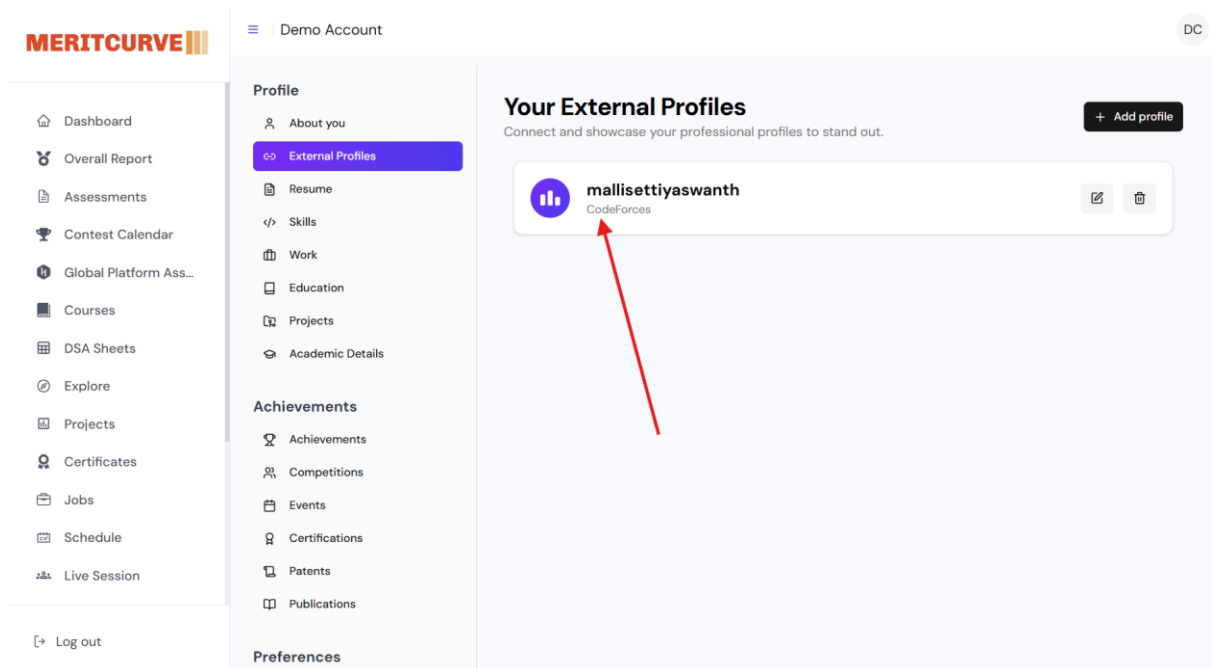 MERITCURVE
Dashboard
Overall Report
Assessments
Contest Calendar
Global Platform Ass...
Courses
DSA Sheets
Explore
Projects
Certificates
Jobs
Schedule
Live Session
Log out
Demo Account
DC
Profile
About you
External Profiles
Resume
Skills
Work
Education
Projects
Academic Details
Achievements
Achievements
Competitions
Events
Certifications
Patents
Publications
Preferences
Your External Profiles
Connect and showcase your professional profiles to stand out.
+ Add profile
mallisettiyaswanth
CodeForces